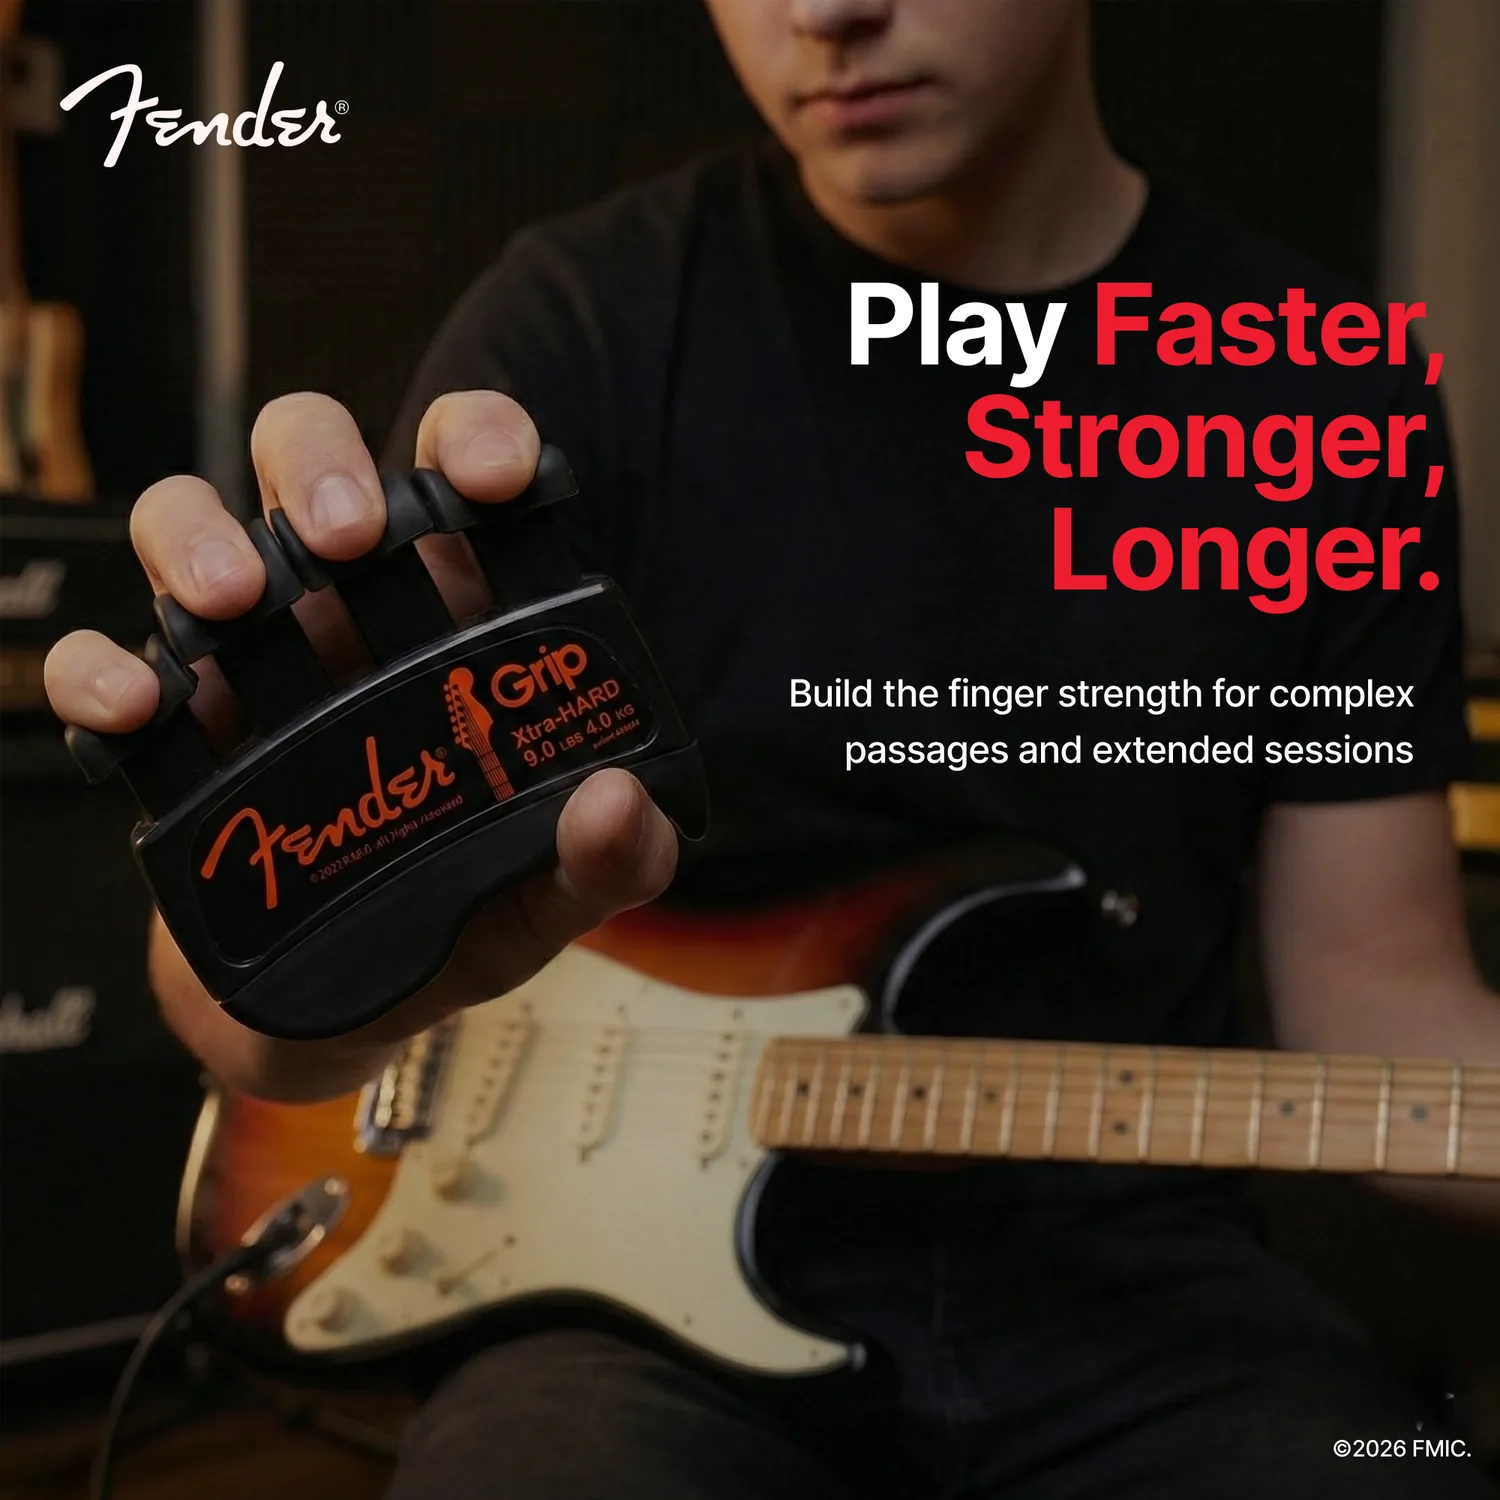 Fender®
Play Faster,
Stronger,
Longer.
Build the finger strength for complex
passages and extended sessions
Grip
Xtra-HARD
9.0 LBS 4.0 KG
Fender®
©2026 FMIC.